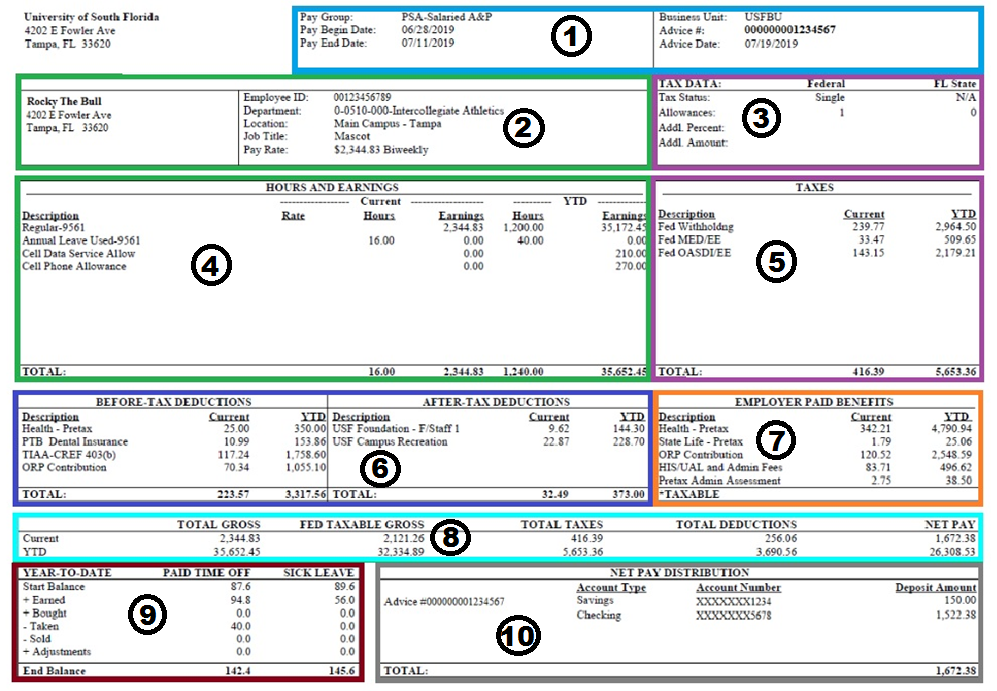 University of South Florida
4202 E Fowler Ave
Tampa, FL 33620
Pay Group: PSA-Salaried A&P
Pay Begin Date: 06/28/2019
Pay End Date: 07/11/2019
1
Business Unit: USFBU
Advice #: 000000001234567
Advice Date: 07/19/2019
Rocky The Bull
4202 E Fowler Ave
Tampa, FL 33620
Employee ID: 00123456789
Department: 0-0510-000-Intercollegiate Athletics
Location: Main Campus - Tampa
Job Title: Mascot
Pay Rate: $2,344.83 Biweekly
2
TAX DATA: Federal FL State
Tax Status: Single N/A
Allowances: 1 0
Addl. Percent:
Addl. Amount:
3
HOURS AND EARNINGS
Current YTD
Description Rate Hours Earnings Hours Earnings
Regular-9561 2,344.83 1,200.00 35,172.45
Annual Leave Used-9561 16.00 0.00 40.00 0.00
Cell Data Service Allow 0.00 210.00
Cell Phone Allowance 0.00 270.00
4
TOTAL: 16.00 2,344.83 1,240.00 35,652.45
TAXES
Description Current YTD
Fed Withholdng 239.77 2,964.50
Fed MED/EE 33.47 509.65
Fed OASDI/EE 143.15 2,179.21
5
TOTAL: 416.39 5,653.36
BEFORE-TAX DEDUCTIONS
Description Current YTD
Health - Pretax 25.00 350.00
PTB Dental Insurance 10.99 153.86
TIAA-CREF 403(b) 117.24 1,758.60
ORP Contribution 70.34 1,055.10
TOTAL: 223.57 3,317.56
AFTER-TAX DEDUCTIONS
Description Current YTD
USF Foundation - F/Staff 1 9.62 144.30
USF Campus Recreation 22.87 228.70
6
TOTAL: 32.49 373.00
EMPLOYER PAID BENEFITS
Description Current YTD
Health - Pretax 342.21 4,790.94
State Life - Pretax 1.79 25.06
ORP Contribution 120.52 2,548.59
HIS/UAL and Admin Fees 83.71 496.62
Pretax Admin Assessment 2.75 38.50
7
*TAXABLE
TOTAL GROSS FED TAXABLE GROSS TOTAL TAXES TOTAL DEDUCTIONS NET PAY
Current 2,344.83 2,121.26 416.39 256.06 1,672.38
YTD 35,652.45 32,334.89 5,653.36 3,690.56 26,308.53
8
YEAR-TO-DATE PAID TIME OFF SICK LEAVE
Start Balance 87.6 89.6
+ Earned 94.8 56.0
+ Bought 0.0 0.0
- Taken 40.0 0.0
- Sold 0.0 0.0
+ Adjustments 0.0 0.0
9
End Balance 142.4 145.6
NET PAY DISTRIBUTION
Account Type Account Number Deposit Amount
Advice #000000001234567 Savings XXXXXXX1234 150.00
Checking XXXXXXX5678 1,522.38
10
TOTAL: 1,672.38